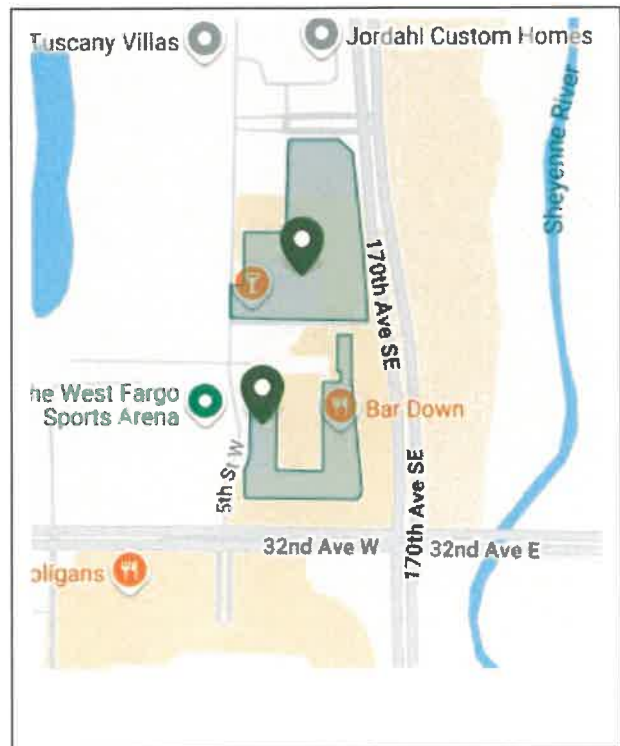 Tuscany Villas
Jordahl Custom Homes
Sheyenne River
170th Ave SE
he West Fargo
Sports Arena
Bar Down
5th St W
170th Ave SE
32nd Ave W
32nd Ave E
oligans